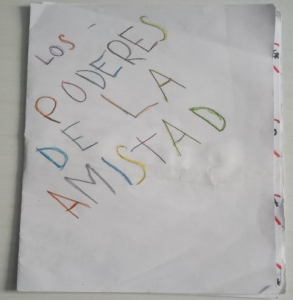 LOS
PODERES
DE LA
AMISTAD